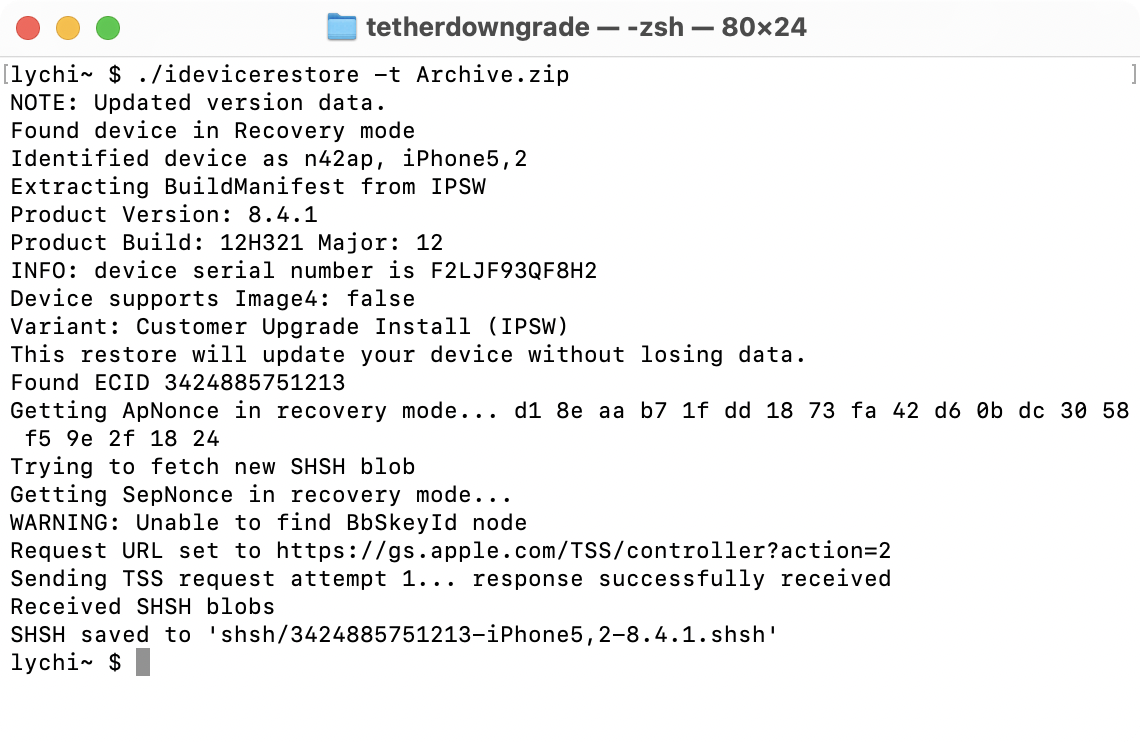 tetherdowngrade — -zsh — 80×24
[lychi~ $ ./idevicerestore -t Archive.zip ]
NOTE: Updated version data.
Found device in Recovery mode
Identified device as n42ap, iPhone5,2
Extracting BuildManifest from IPSW
Product Version: 8.4.1
Product Build: 12H321 Major: 12
INFO: device serial number is F2LJF93QF8H2
Device supports Image4: false
Variant: Customer Upgrade Install (IPSW)
This restore will update your device without losing data.
Found ECID 3424885751213
Getting ApNonce in recovery mode... d1 8e aa b7 1f dd 18 73 fa 42 d6 0b dc 30 58
f5 9e 2f 18 24
Trying to fetch new SHSH blob
Getting SepNonce in recovery mode...
WARNING: Unable to find BbSkeyId node
Request URL set to https://gs.apple.com/TSS/controller?action=2
Sending TSS request attempt 1... response successfully received
Received SHSH blobs
SHSH saved to 'shsh/3424885751213-iPhone5,2-8.4.1.shsh'
lychi~ $